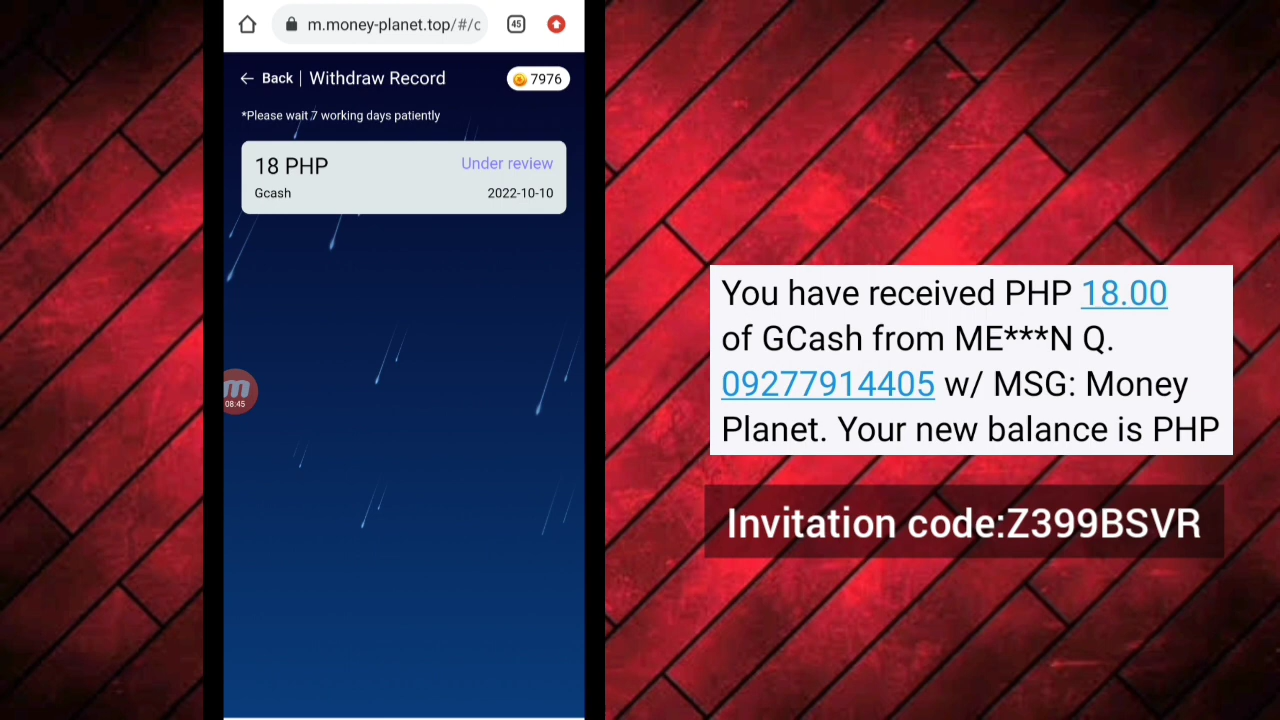 m.money-planet.top/#/c
45
Back | Withdraw Record
7976
*Please wait 7 working days patiently
18 PHP
Under review
Gcash
2022-10-10
08:45
You have received PHP 18.00
of GCash from ME***N Q.
09277914405 w/ MSG: Money
Planet. Your new balance is PHP
Invitation code:Z399BSVR